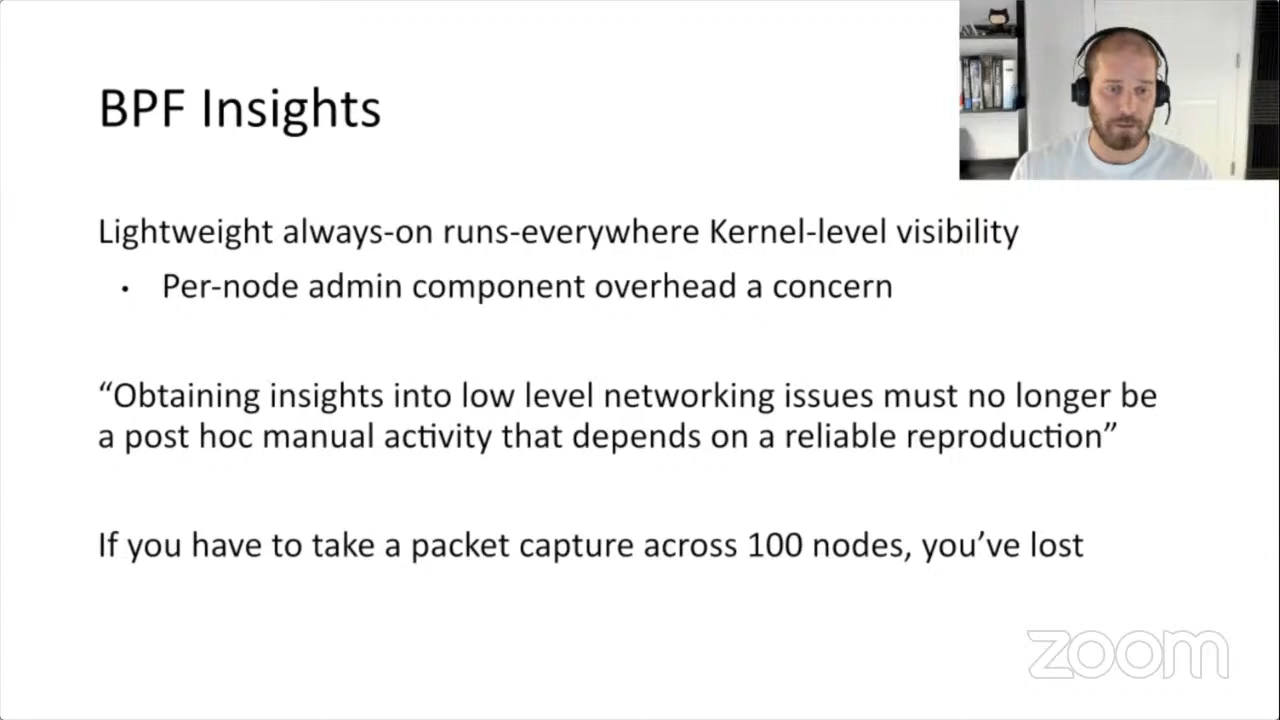 BPF Insights
Lightweight always-on runs-everywhere Kernel-level visibility
• Per-node admin component overhead a concern
“Obtaining insights into low level networking issues must no longer be
a post hoc manual activity that depends on a reliable reproduction”
If you have to take a packet capture across 100 nodes, you’ve lost
zoom